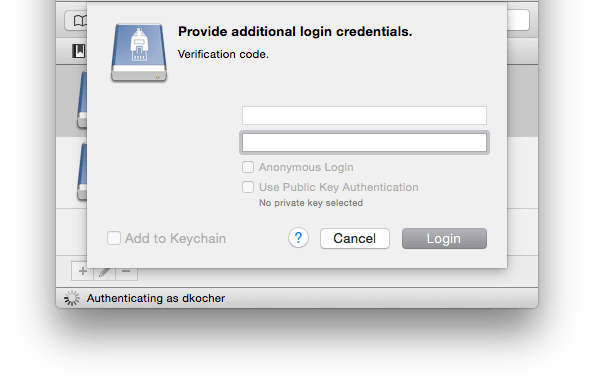 Provide additional login credentials.
Verification code.
Anonymous Login
Use Public Key Authentication
No private key selected
Add to Keychain
?
Cancel
Login
Authenticating as dkocher